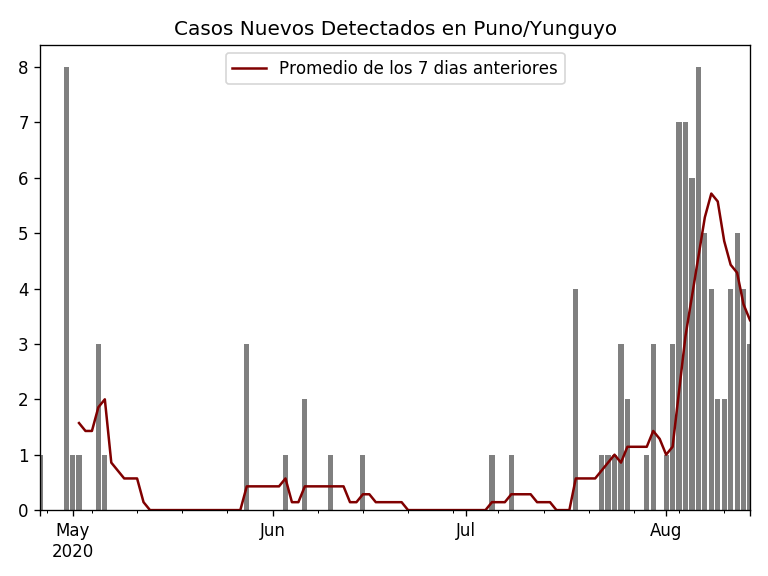 Casos Nuevos Detectados en Puno/Yunguyo
Promedio de los 7 dias anteriores
8
7
6
5
4
3
2
1
0
May
2020
Jun
Jul
Aug